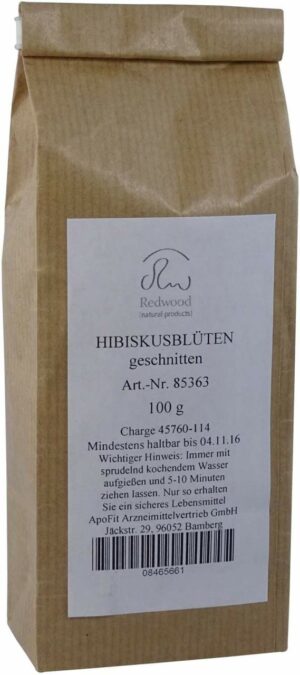 Redwood
(natural products)
HIBISKUSBLÜTEN
geschnitten
Art.-Nr. 85363
100 g
Charge 45760-114
Mindestens haltbar bis 04.11.16
Wichtiger Hinweis: Immer mit
sprudelnd kochendem Wasser
aufgießen und 5-10 Minuten
ziehen lassen. Nur so erhalten
Sie ein sicheres Lebensmittel
ApoFit Arzneimittelvertrieb GmbH
Jäckstr. 29, 96052 Bamberg
08465661